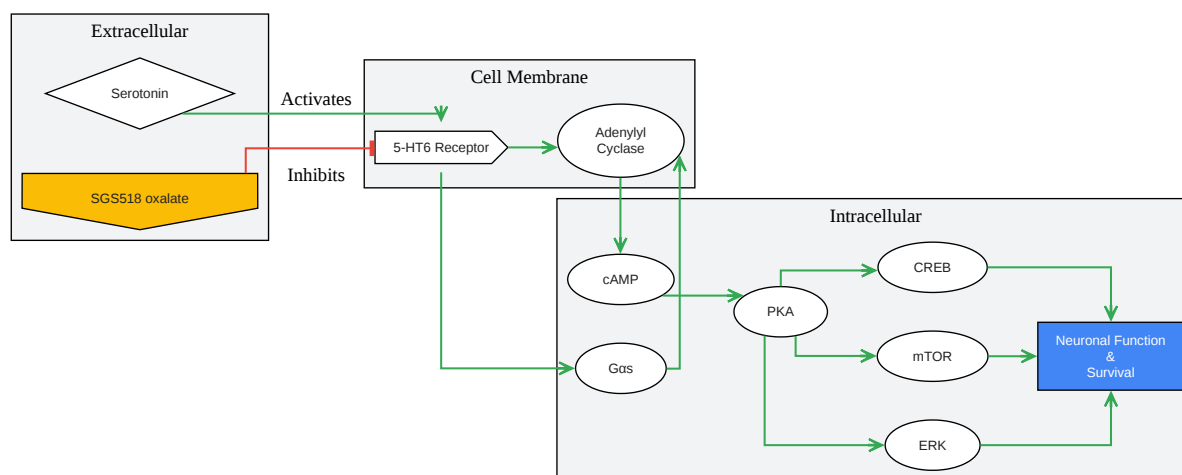 Extracellular
Serotonin
Activates
SGS518 oxalate
Inhibits
Cell Membrane
5-HT6 Receptor
Adenylyl
Cyclase
Intracellular
cAMP
Gαs
PKA
CREB
mTOR
ERK
Neuronal Function
&
Survival